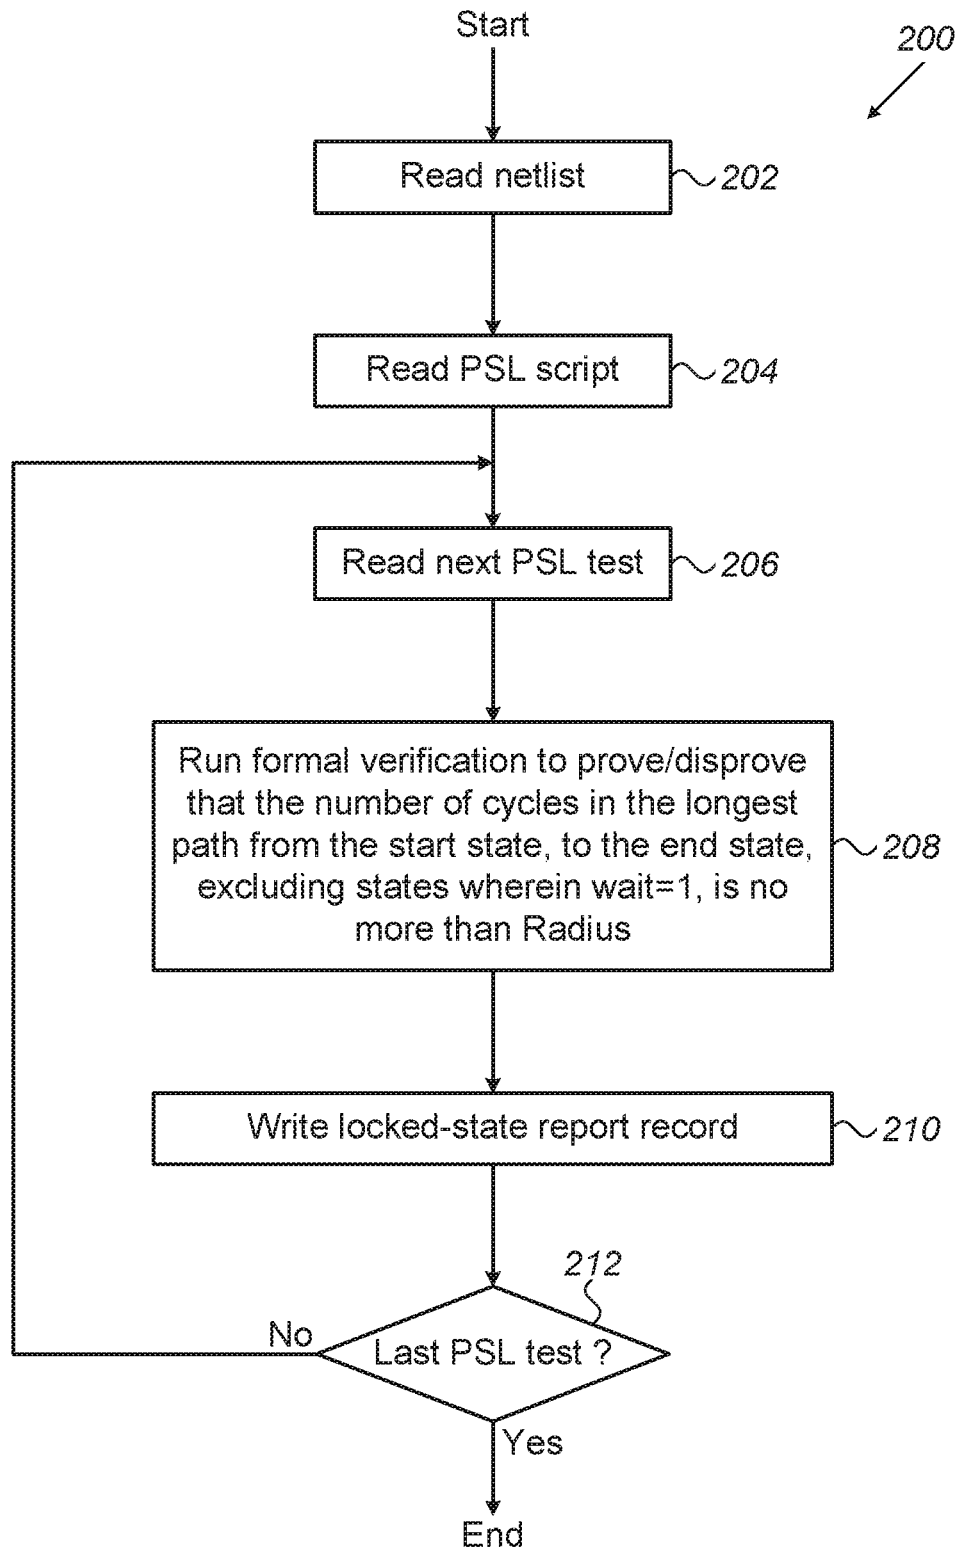 Start
200
Read netlist
202
Read PSL script
204
Read next PSL test
206
Run formal verification to prove/disprove
that the number of cycles in the longest
path from the start state, to the end state,
excluding states wherein wait=1, is no
more than Radius
208
Write locked-state report record
210
212
No
Last PSL test ?
Yes
End